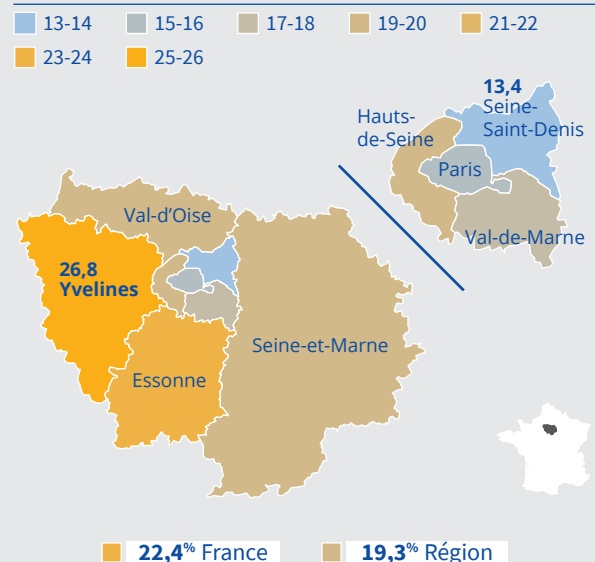 13-14 15-16 17-18 19-20 21-22
23-24 25-26
13,4
Seine-
Saint-Denis
Hauts-
de-Seine
Paris
Val-de-Marne
Val-d'Oise
26,8
Yvelines
Seine-et-Marne
Essonne
22,4% France 19,3% Région